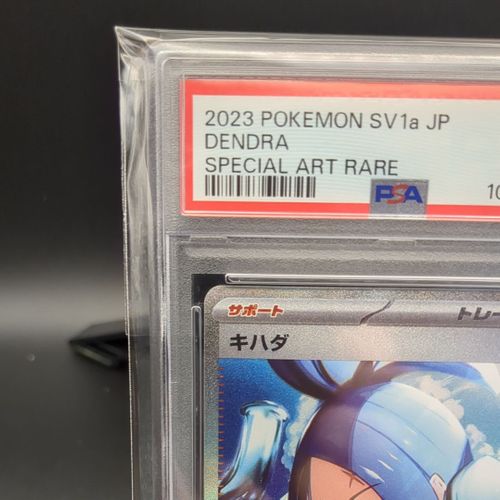 2023 POKEMON SV1a JP
DENDRA
SPECIAL ART RARE
PSA
サポート
キハダ